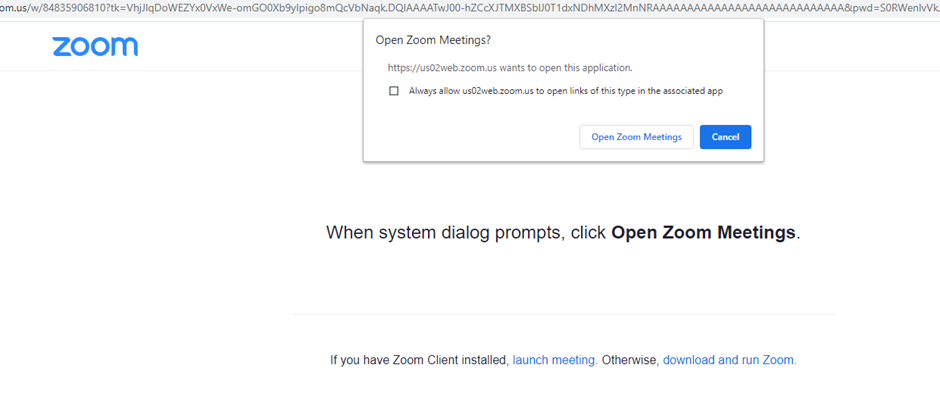 om.us/w/84835906810?tk=VhjJIqDoWEZYx0VxWe-omGO0Xb9yIpigo8mQcVbNaqk.DQIAAAATwJ00-hZCcXJTMXBSblJ0T1dxNDhMXzl2MnNRAAAAAAAAAAAAAAAAAAAAAAAAAAAA&pwd=S0RWenlvVk
zoom
Open Zoom Meetings?
https://us02web.zoom.us wants to open this application.
Always allow us02web.zoom.us to open links of this type in the associated app
Open Zoom Meetings Cancel
When system dialog prompts, click Open Zoom Meetings.
If you have Zoom Client installed, launch meeting. Otherwise, download and run Zoom.